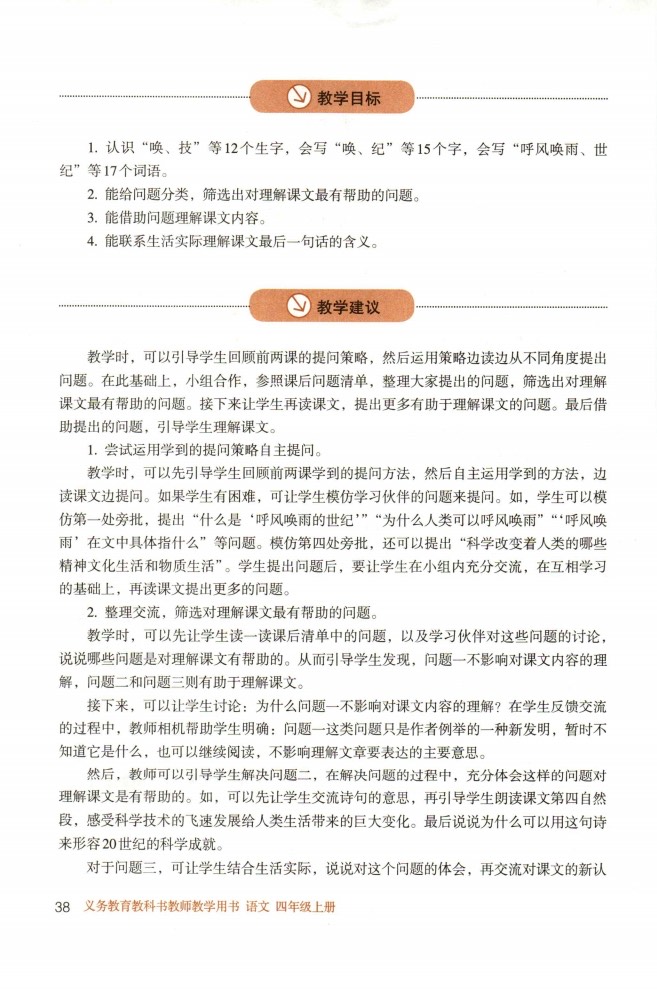 教学目标
1. 认识“唤、技”等12个生字，会写“唤、纪”等15个字，会写“呼风唤雨、世
纪”等17个词语。
2. 能给问题分类，筛选出对理解课文最有帮助的问题。
3. 能借助问题理解课文内容。
4. 能联系生活实际理解课文最后一句话的含义。
教学建议
教学时，可以引导学生回顾前两课的提问策略，然后运用策略边读边从不同角度提出
问题。在此基础上，小组合作，参照课后问题清单，整理大家提出的问题，筛选出对理解
课文最有帮助的问题。接下来让学生再读课文，提出更多有助于理解课文的问题。最后借
助提出的问题，引导学生理解课文。
1. 尝试运用学到的提问策略自主提问。
教学时，可以先引导学生回顾前两课学到的提问方法，然后自主运用学到的方法，边
读课文边提问。如果学生有困难，可让学生模仿学习伙伴的问题来提问。如，学生可以模
仿第一处旁批，提出“什么是‘呼风唤雨的世纪’”“为什么人类可以呼风唤雨”“‘呼风唤
雨’在文中具体指什么”等问题。模仿第四处旁批，还可以提出“科学改变着人类的哪些
精神文化生活和物质生活”。学生提出问题后，要让学生在小组内充分交流，在互相学习
的基础上，再读课文提出更多的问题。
2. 整理交流，筛选对理解课文最有帮助的问题。
教学时，可以先让学生读一读课后清单中的问题，以及学习伙伴对这些问题的讨论，
说说哪些问题是对理解课文有帮助的。从而引导学生发现，问题一不影响对课文内容的理
解，问题二和问题三则有助于理解课文。
接下来，可以让学生讨论：为什么问题一不影响对课文内容的理解？在学生反馈交流
的过程中，教师相机帮助学生明确：问题一这类问题只是作者例举的一种新发明，暂时不
知道它是什么，也可以继续阅读，不影响理解文章要表达的主要意思。
然后，教师可以引导学生解决问题二，在解决问题的过程中，充分体会这样的问题对
理解课文是有帮助的。如，可以先让学生交流诗句的意思，再引导学生朗读课文第四自然
段，感受科学技术的飞速发展给人类生活带来的巨大变化。最后说说为什么可以用这句诗
来形容20世纪的科学成就。
对于问题三，可让学生结合生活实际，说说对这个问题的体会，再交流对课文的新认
38 义务教育教科书教师教学用书 语文 四年级上册